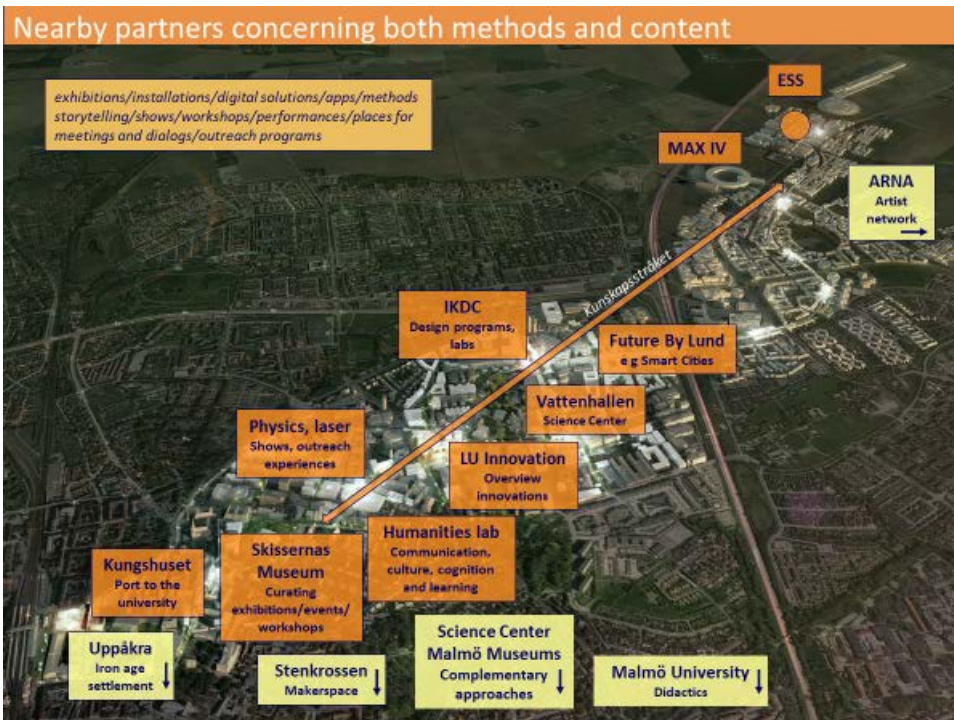 Nearby partners concerning both methods and content
exhibitions/installations/digital solutions/apps/methods
storytelling/shows/workshops/performances/places for
meetings and dialogs/outreach programs
ESS
MAX IV
ARNA
Artist
network
Kunskapsstråket
IKDC
Design programs,
labs
Future By Lund
e g Smart Cities
Vattenhallen
Science Center
Physics, laser
Shows, outreach
experiences
LU Innovation
Overview
innovations
Humanities lab
Communication,
culture, cognition
and learning
Skissernas
Museum
Curating
exhibitions/events/
workshops
Kungshuset
Port to the
university
Uppåkra
Iron age
settlement
Stenkrossen
Makerspace
Science Center
Malmö Museums
Complementary
approaches
Malmö University
Didactics